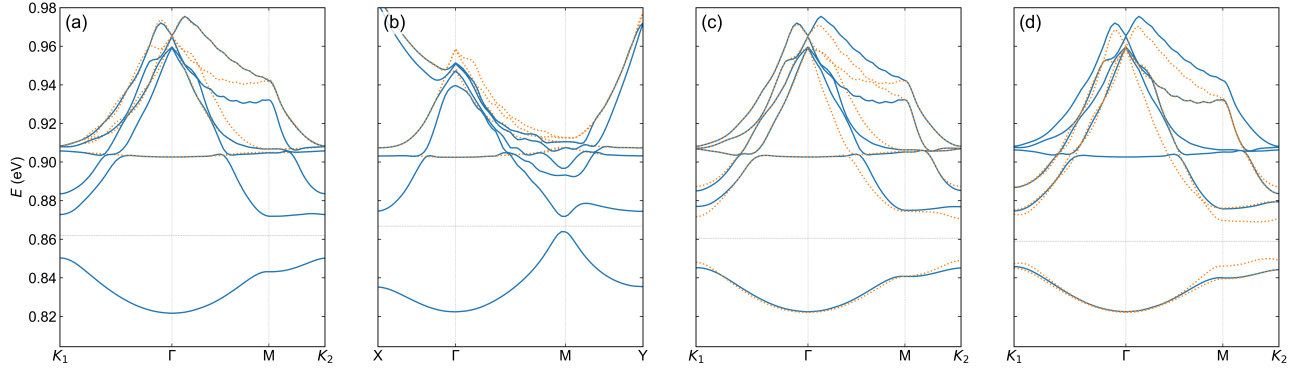 (a)
(b)
(c)
(d)
E (eV)
0.98
0.96
0.94
0.92
0.90
0.88
0.86
0.84
0.82
K₁ Γ M K₂
X Γ M Y
K₁ Γ M K₂
K₁ Γ M K₂